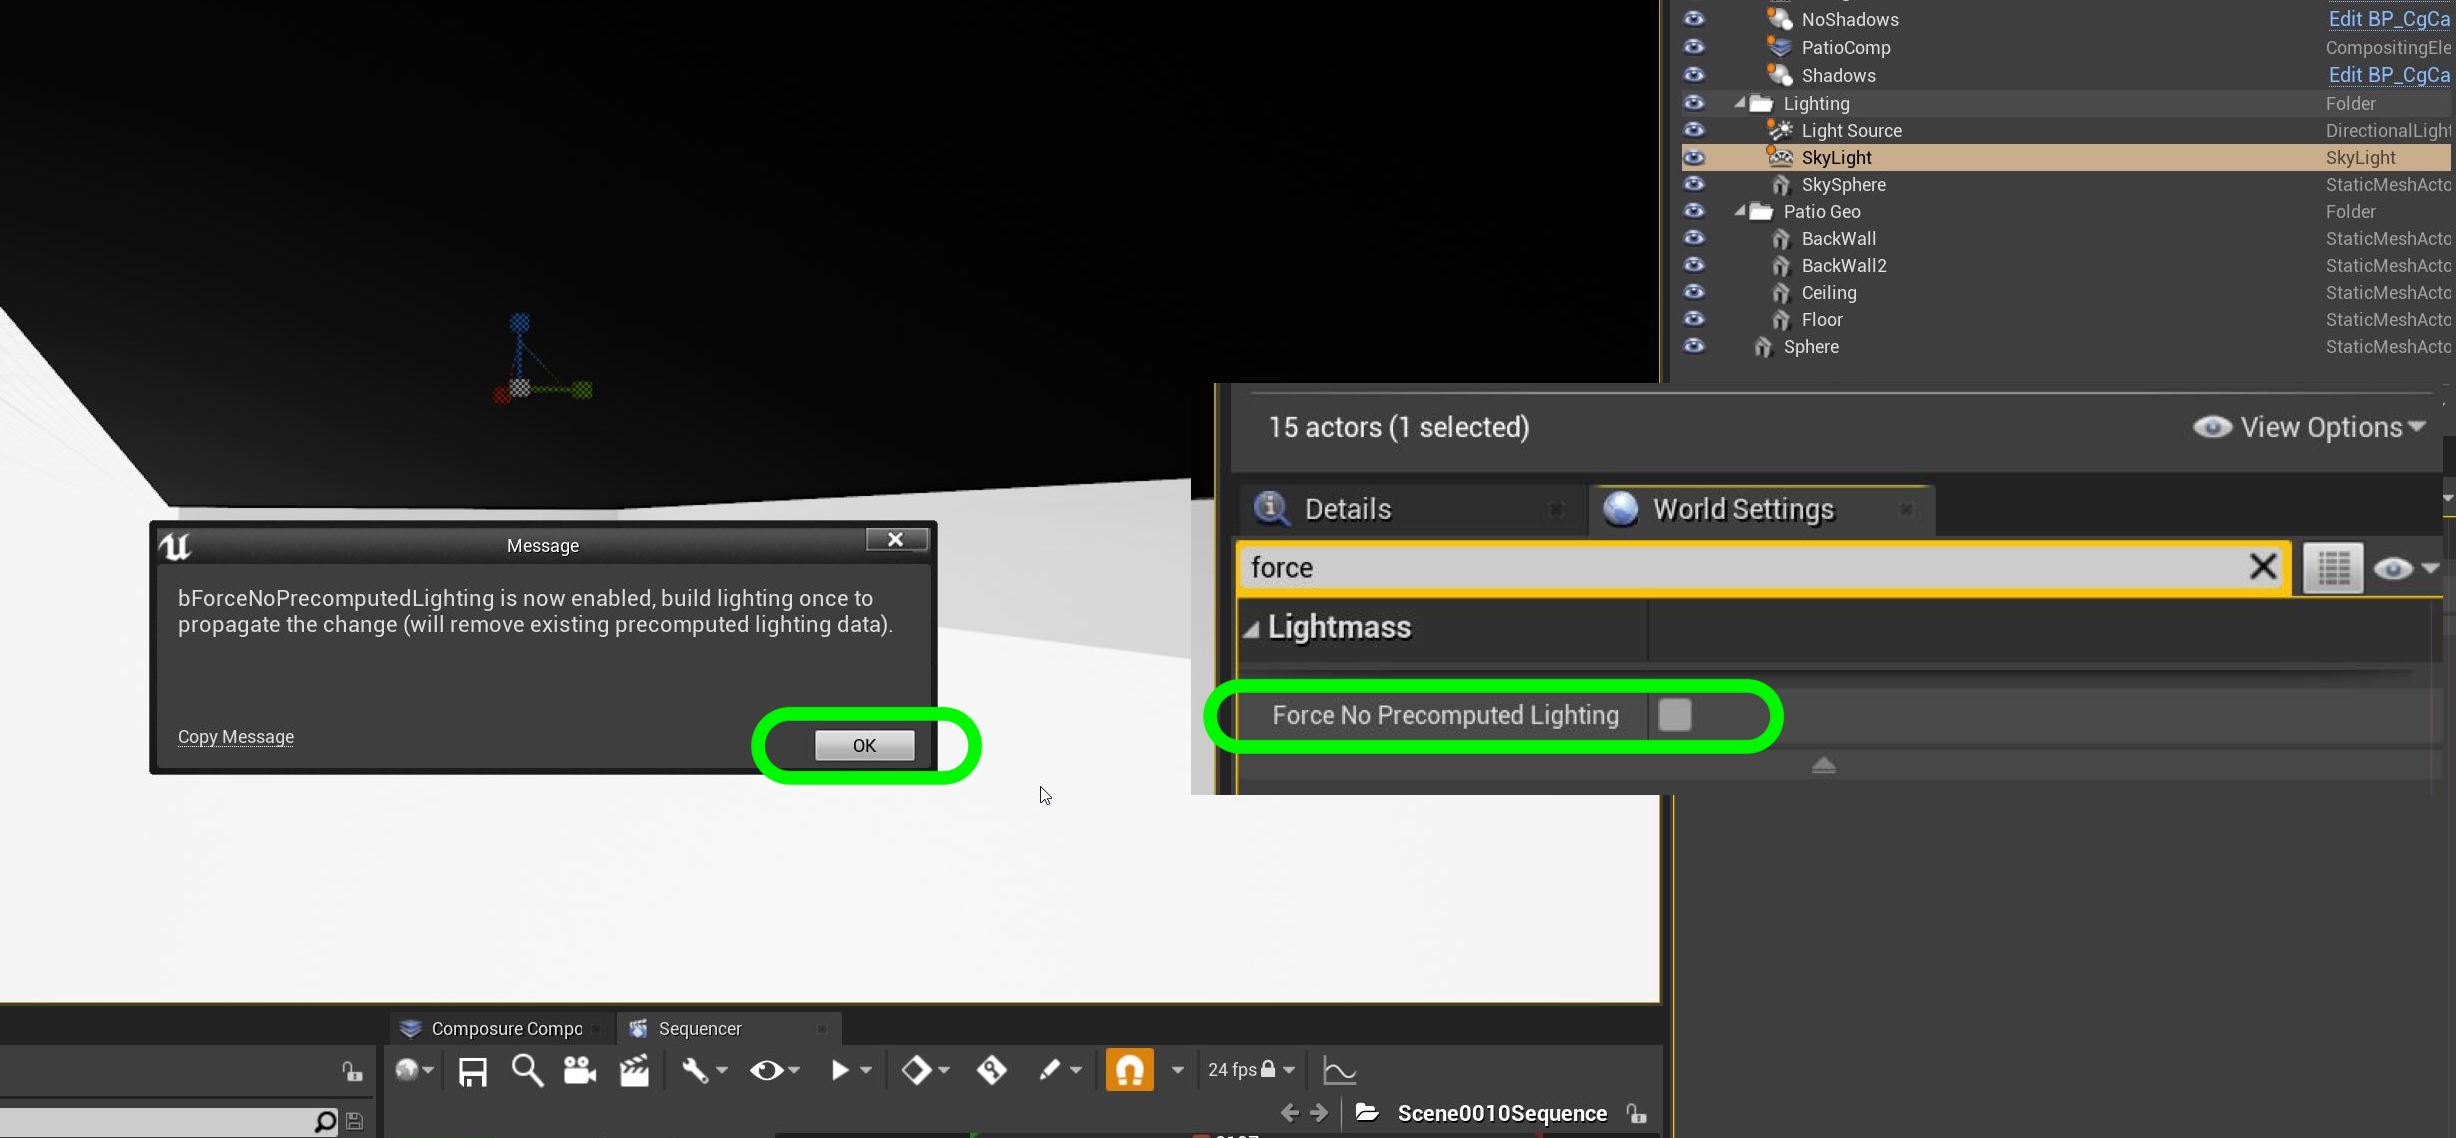 NoShadows Edit BP_CgCa
PatioComp CompositingEle
Shadows Edit BP_CgCa
Lighting Folder
Light Source DirectionalLight
SkyLight SkyLight
SkySphere StaticMeshActo
Patio Geo Folder
BackWall StaticMeshActo
BackWall2 StaticMeshActo
Ceiling StaticMeshActo
Floor StaticMeshActo
Sphere StaticMeshActo
15 actors (1 selected) View Options
Details World Settings
force
Lightmass
Force No Precomputed Lighting
Message
bForceNoPrecomputedLighting is now enabled, build lighting once to
propagate the change (will remove existing precomputed lighting data).
Copy Message
OK
Composure Compo Sequencer
24 fps
Scene0010Sequence